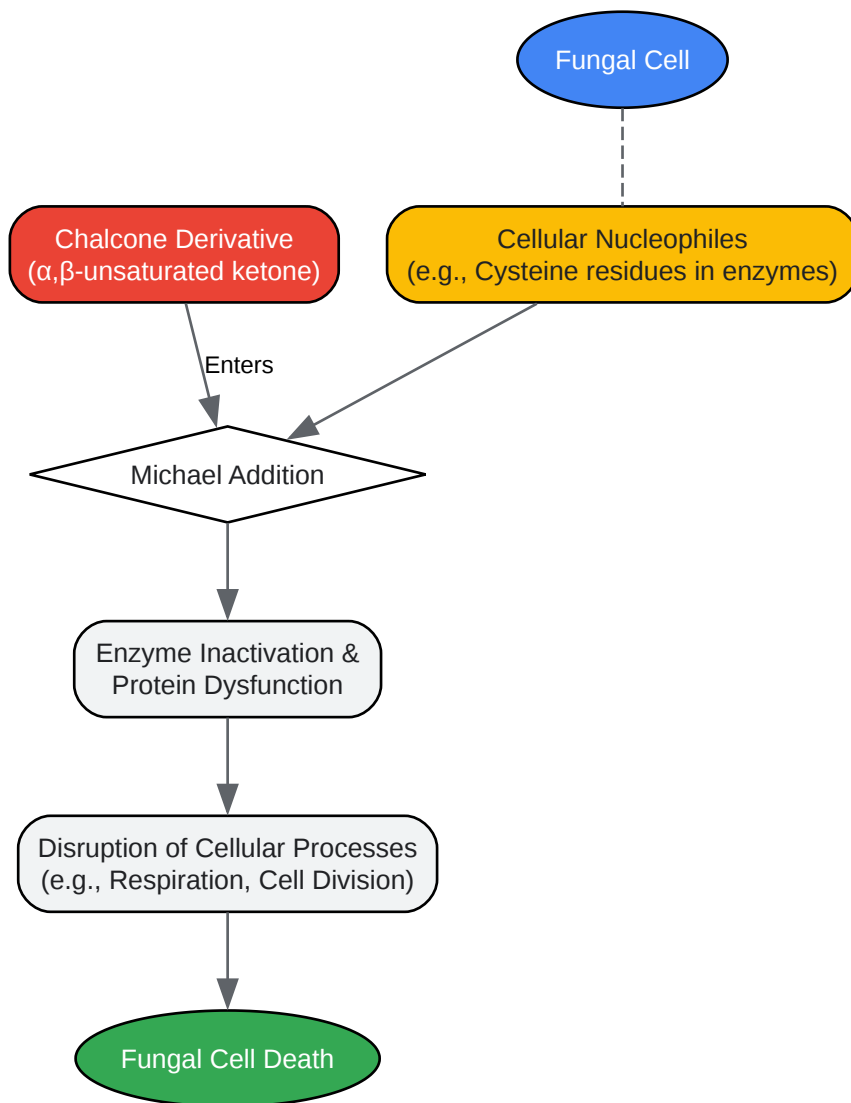 Fungal Cell
Chalcone Derivative
(α,β-unsaturated ketone)
Cellular Nucleophiles
(e.g., Cysteine residues in enzymes)
Enters
Michael Addition
Enzyme Inactivation &
Protein Dysfunction
Disruption of Cellular Processes
(e.g., Respiration, Cell Division)
Fungal Cell Death